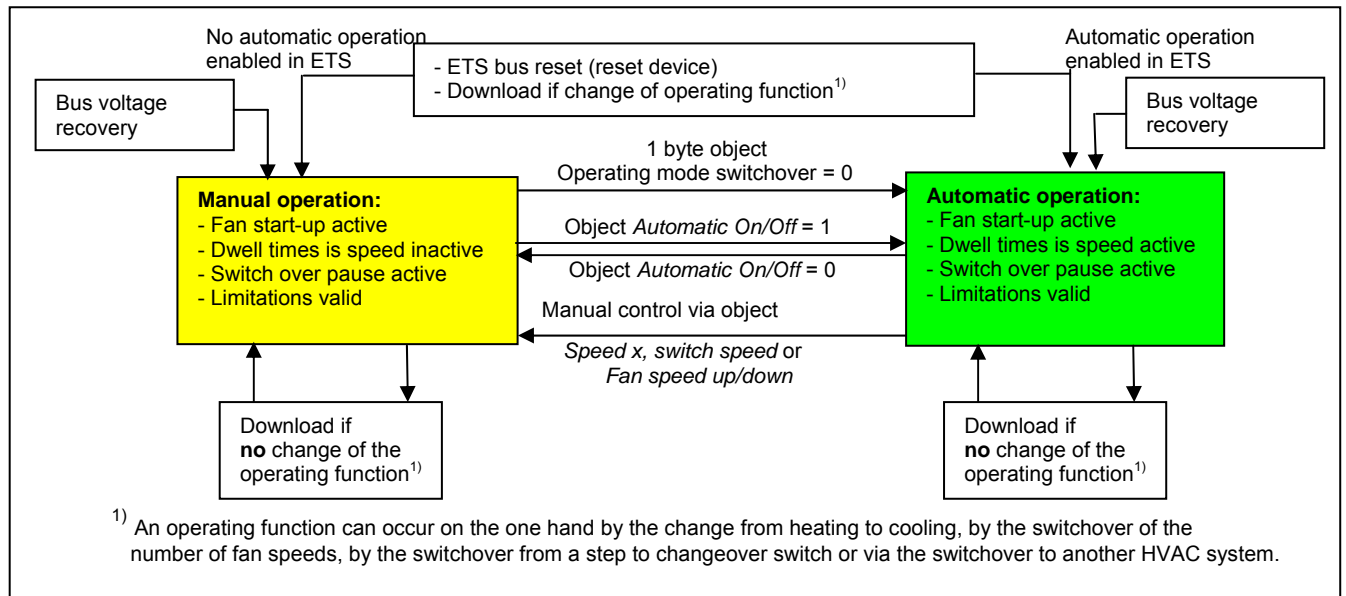 No automatic operation
enabled in ETS
- ETS bus reset (reset device)
- Download if change of operating function1)
Automatic operation
enabled in ETS
Bus voltage
recovery
Bus voltage
recovery
1 byte object
Operating mode switchover = 0
Manual operation:
- Fan start-up active
- Dwell times is speed inactive
- Switch over pause active
- Limitations valid
Object Automatic On/Off = 1
Object Automatic On/Off = 0
Manual control via object
Speed x, switch speed or
Fan speed up/down
Automatic operation:
- Fan start-up active
- Dwell times is speed active
- Switch over pause active
- Limitations valid
Download if
no change of the
operating function1)
Download if
no change of the
operating function1)
1) An operating function can occur on the one hand by the change from heating to cooling, by the switchover of the
number of fan speeds, by the switchover from a step to changeover switch or via the switchover to another HVAC system.